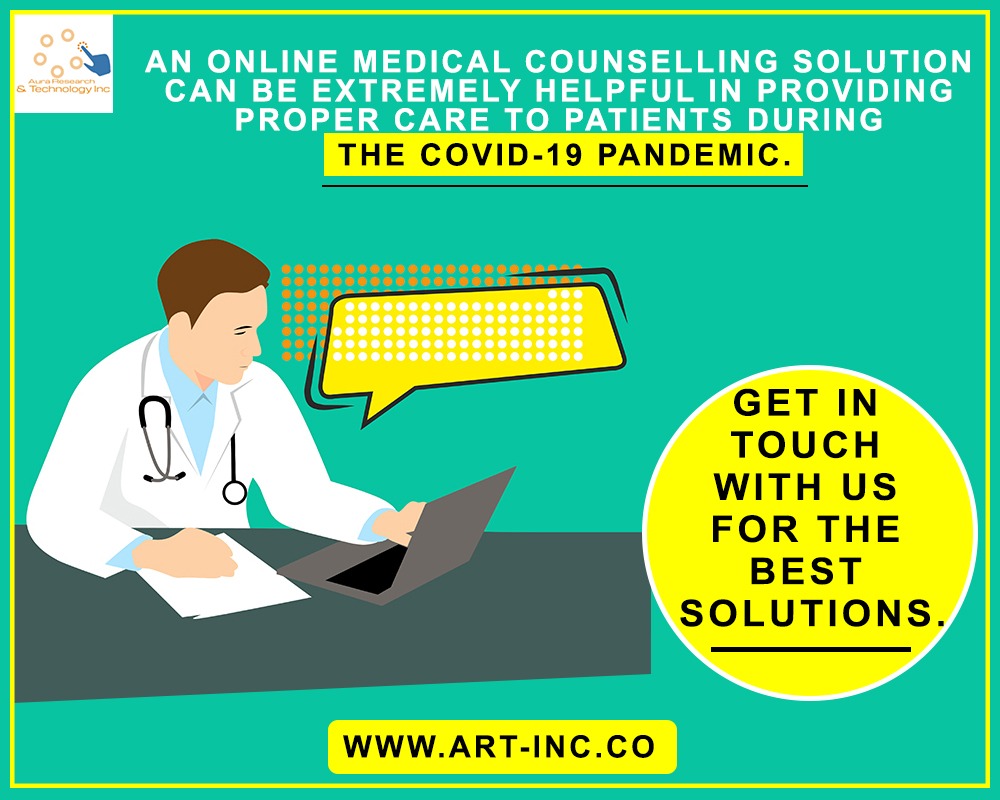 Aura Research
& Technology Inc
AN ONLINE MEDICAL COUNSELLING SOLUTION
CAN BE EXTREMELY HELPFUL IN PROVIDING
PROPER CARE TO PATIENTS DURING
THE COVID-19 PANDEMIC.
GET IN
TOUCH
WITH US
FOR THE
BEST
SOLUTIONS.
WWW.ART-INC.CO